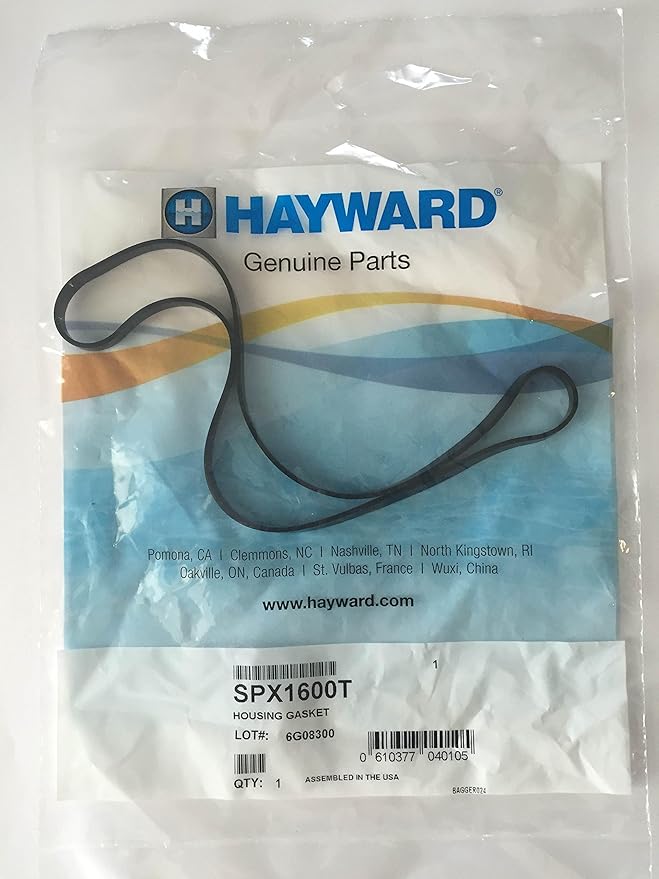 H HAYWARD®
Genuine Parts
Pomona, CA I Clemmons, NC I Nashville, TN I North Kingstown, RI
Oakville, ON, Canada I St. Vulbas, France I Wuxi, China
www.hayward.com
1
SPX1600T
HOUSING GASKET
LOT#: 6G08300
0 610377 040105
QTY: 1 ASSEMBLED IN THE USA
BAGGER024